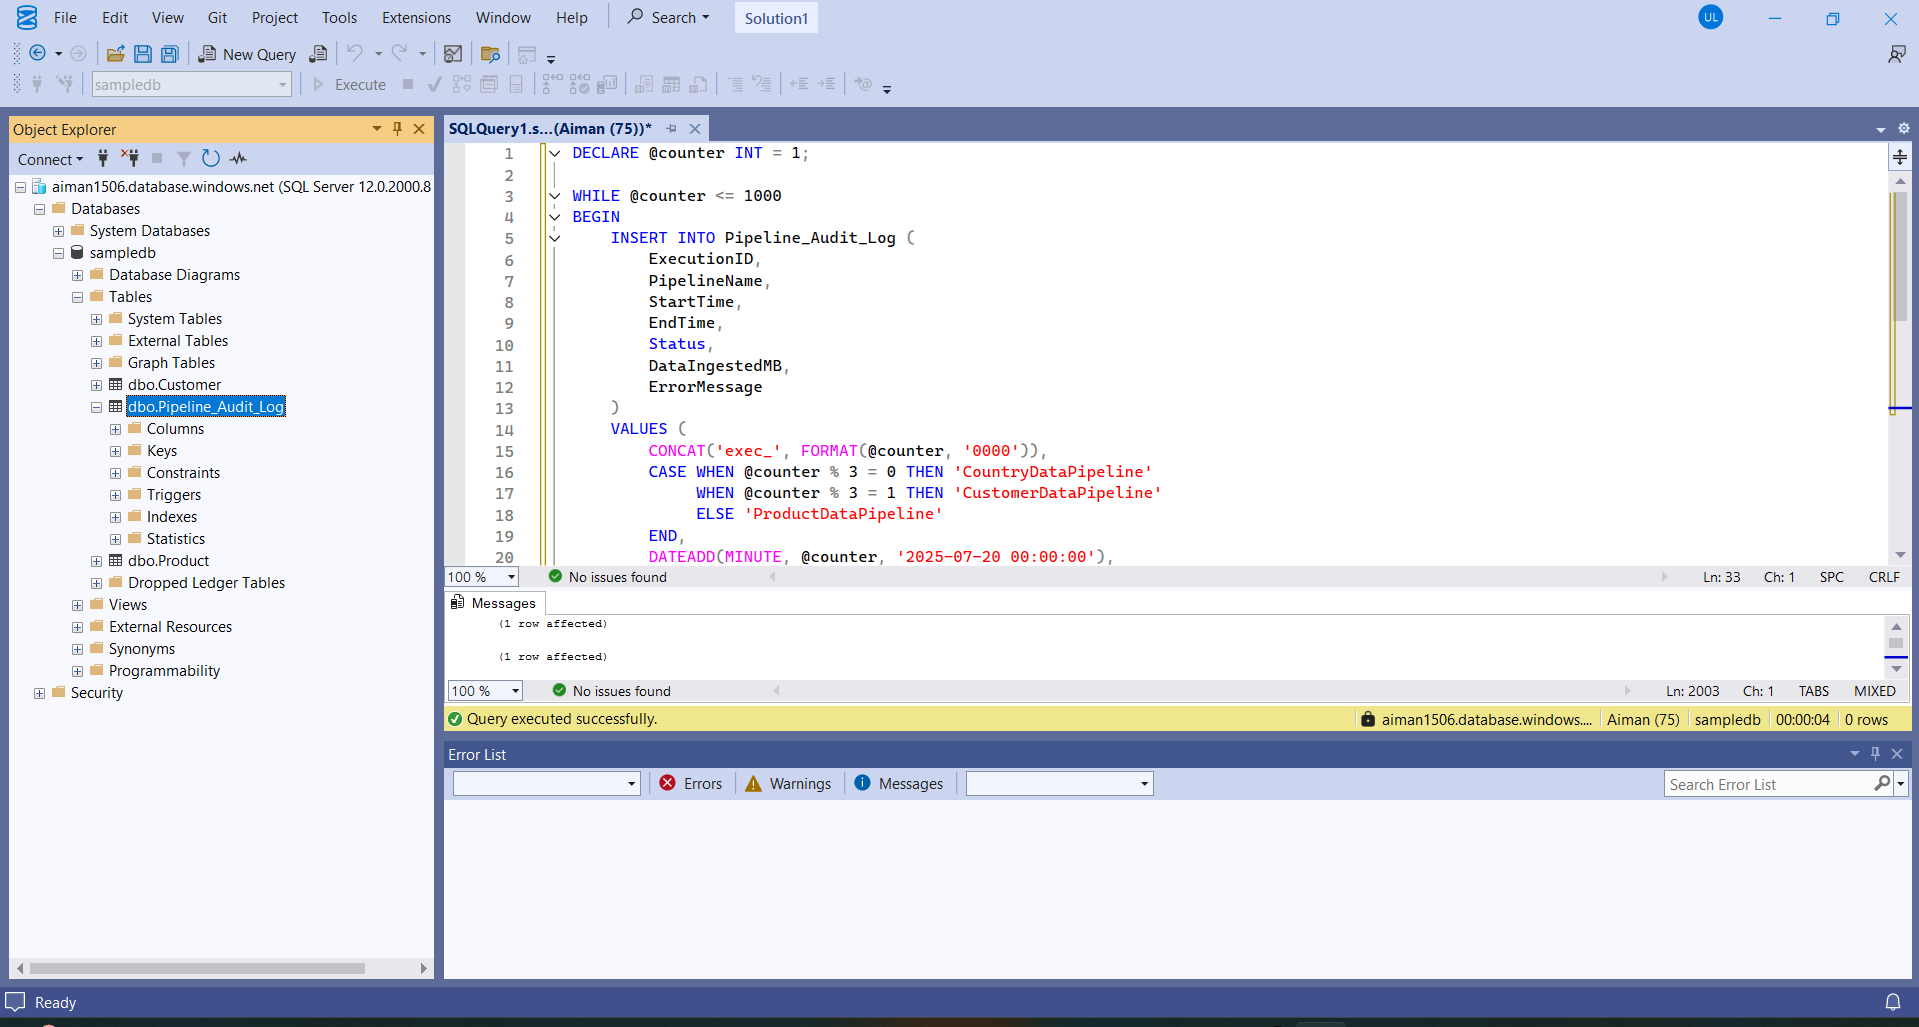 File Edit View Git Project Tools Extensions Window Help Search Solution1 UL
New Query
sampledb Execute
Object Explorer
Connect
aiman1506.database.windows.net (SQL Server 12.0.2000.8
Databases
System Databases
sampledb
Database Diagrams
Tables
System Tables
External Tables
Graph Tables
dbo.Customer
dbo.Pipeline_Audit_Log
Columns
Keys
Constraints
Triggers
Indexes
Statistics
dbo.Product
Dropped Ledger Tables
Views
External Resources
Synonyms
Programmability
Security
SQLQuery1.s...(Aiman (75))*
1 DECLARE @counter INT = 1;
2
3 WHILE @counter <= 1000
4 BEGIN
5 INSERT INTO Pipeline_Audit_Log (
6 ExecutionID,
7 PipelineName,
8 StartTime,
9 EndTime,
10 Status,
11 DataIngestedMB,
12 ErrorMessage
13 )
14 VALUES (
15 CONCAT('exec_', FORMAT(@counter, '0000')),
16 CASE WHEN @counter % 3 = 0 THEN 'CountryDataPipeline'
17 WHEN @counter % 3 = 1 THEN 'CustomerDataPipeline'
18 ELSE 'ProductDataPipeline'
19 END,
20 DATEADD(MINUTE, @counter, '2025-07-20 00:00:00'),
100 % No issues found Ln: 33 Ch: 1 SPC CRLF
Messages
(1 row affected)
(1 row affected)
100 % No issues found Ln: 2003 Ch: 1 TABS MIXED
Query executed successfully. aiman1506.database.windows.... Aiman (75) sampledb 00:00:04 0 rows
Error List
Errors Warnings Messages Search Error List
Ready